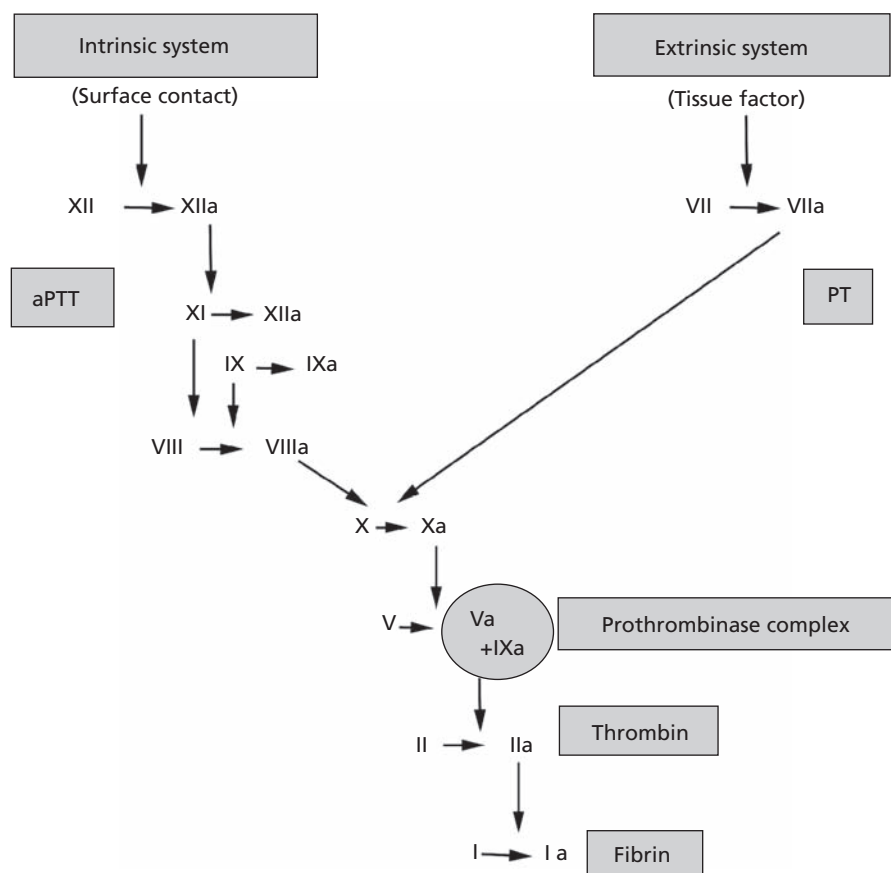 Intrinsic system
Extrinsic system
(Surface contact)
(Tissue factor)
XII XIIa
VII VIIa
aPTT
PT
XI XIIa
IX IXa
VIII VIIIa
X Xa
V
Va
+IXa
Prothrombinase complex
II IIa
Thrombin
I I a
Fibrin